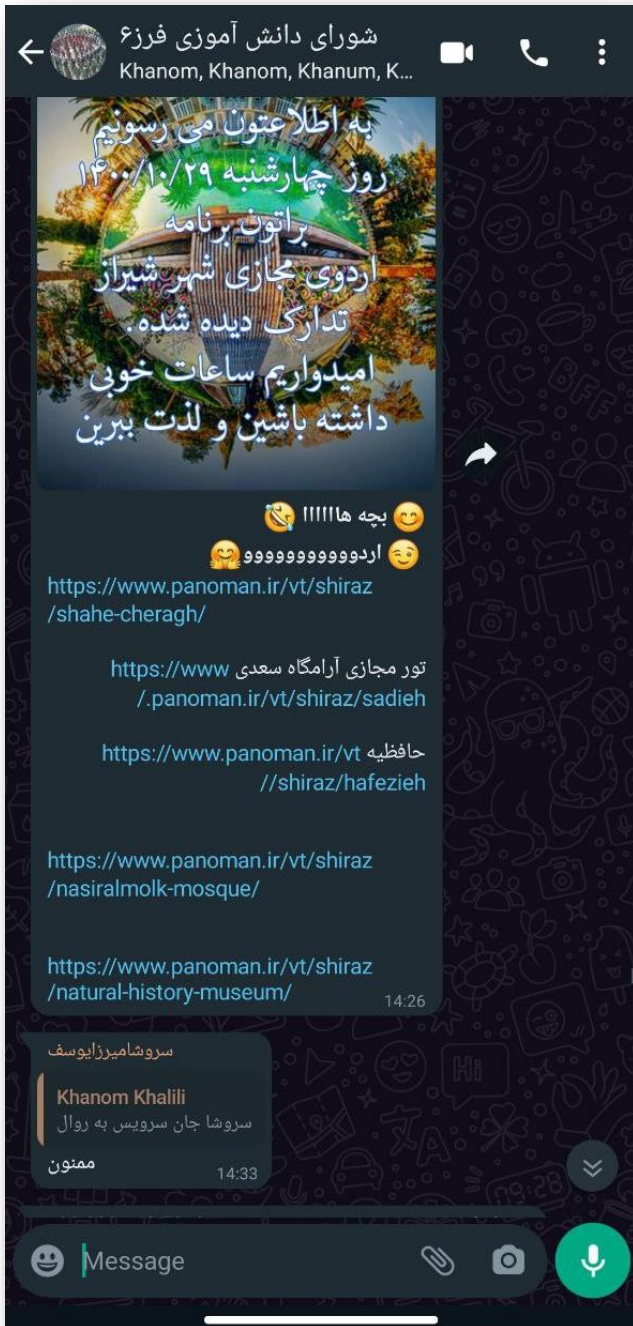 شورای دانش آموزی فرز۶
Khanom, Khanom, Khanum, K...
به اطلاعتون می رسونیم
روز چهارشنبه ۱۴۰۰/۱۰/۲۹
براتون برنامه
اردوی مجازی شهر شیراز
تدارک دیده شده.
امیدواریم ساعات خوبی
داشته باشین و لذت ببرین
😊 بچه هااااا 🤣
😉 اردووووووووووو🤗
https://www.panoman.ir/vt/shiraz
/shahe-cheragh/
تور مجازی آرامگاه سعدی https://www
.panoman.ir/vt/shiraz/sadieh/
حافظیه https://www.panoman.ir/vt
/shiraz/hafezieh//
https://www.panoman.ir/vt/shiraz
/nasiralmolk-mosque/
https://www.panoman.ir/vt/shiraz
/natural-history-museum/
14:26
سروشامیرزایوسف
Khanom Khalili
سروشا جان سرویس به روال
ممنون
14:33
Message